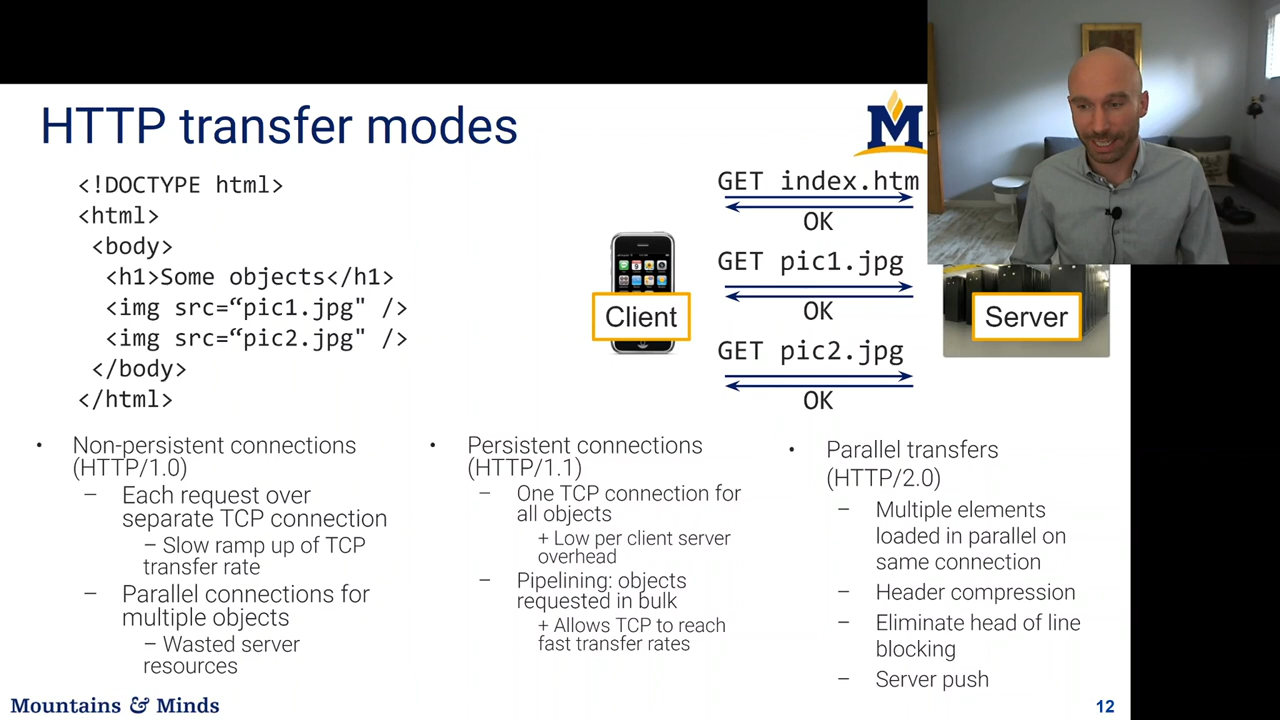 HTTP transfer modes
M
<!DOCTYPE html>
<html>
<body>
<h1>Some objects</h1>
<img src=“pic1.jpg" />
<img src=“pic2.jpg" />
</body>
</html>
GET index.htm
OK
GET pic1.jpg
OK
GET pic2.jpg
OK
Client
Server
• Non-persistent connections
(HTTP/1.0)
– Each request over
separate TCP connection
– Slow ramp up of TCP
transfer rate
– Parallel connections for
multiple objects
– Wasted server
resources
• Persistent connections
(HTTP/1.1)
– One TCP connection for
all objects
+ Low per client server
overhead
– Pipelining: objects
requested in bulk
+ Allows TCP to reach
fast transfer rates
• Parallel transfers
(HTTP/2.0)
– Multiple elements
loaded in parallel on
same connection
– Header compression
– Eliminate head of line
blocking
– Server push
Mountains & Minds
12